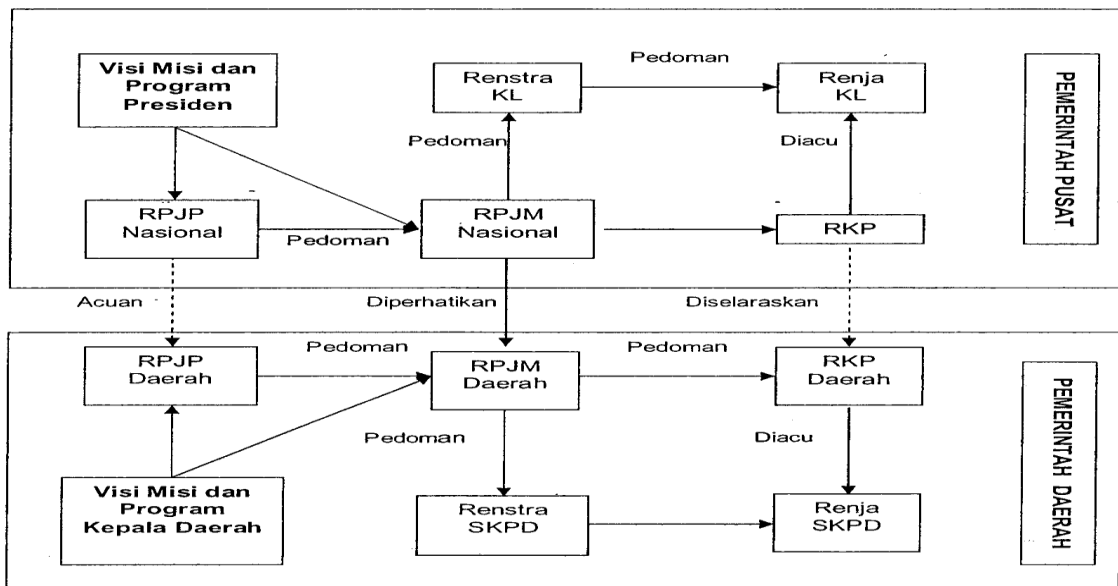 Visi Misi dan
Program
Presiden
Renstra
KL
Pedoman
Renja
KL
Pedoman
Diacu
RPJP
Nasional
Pedoman
RPJM
Nasional
RKP
PEMERINTAH PUSAT
Acuan
Diperhatikan
Diselaraskan
RPJP
Daerah
Pedoman
RPJM
Daerah
Pedoman
RKP
Daerah
Pedoman
Diacu
Visi Misi dan
Program
Kepala Daerah
Renstra
SKPD
Renja
SKPD
PEMERINTAH DAERAH